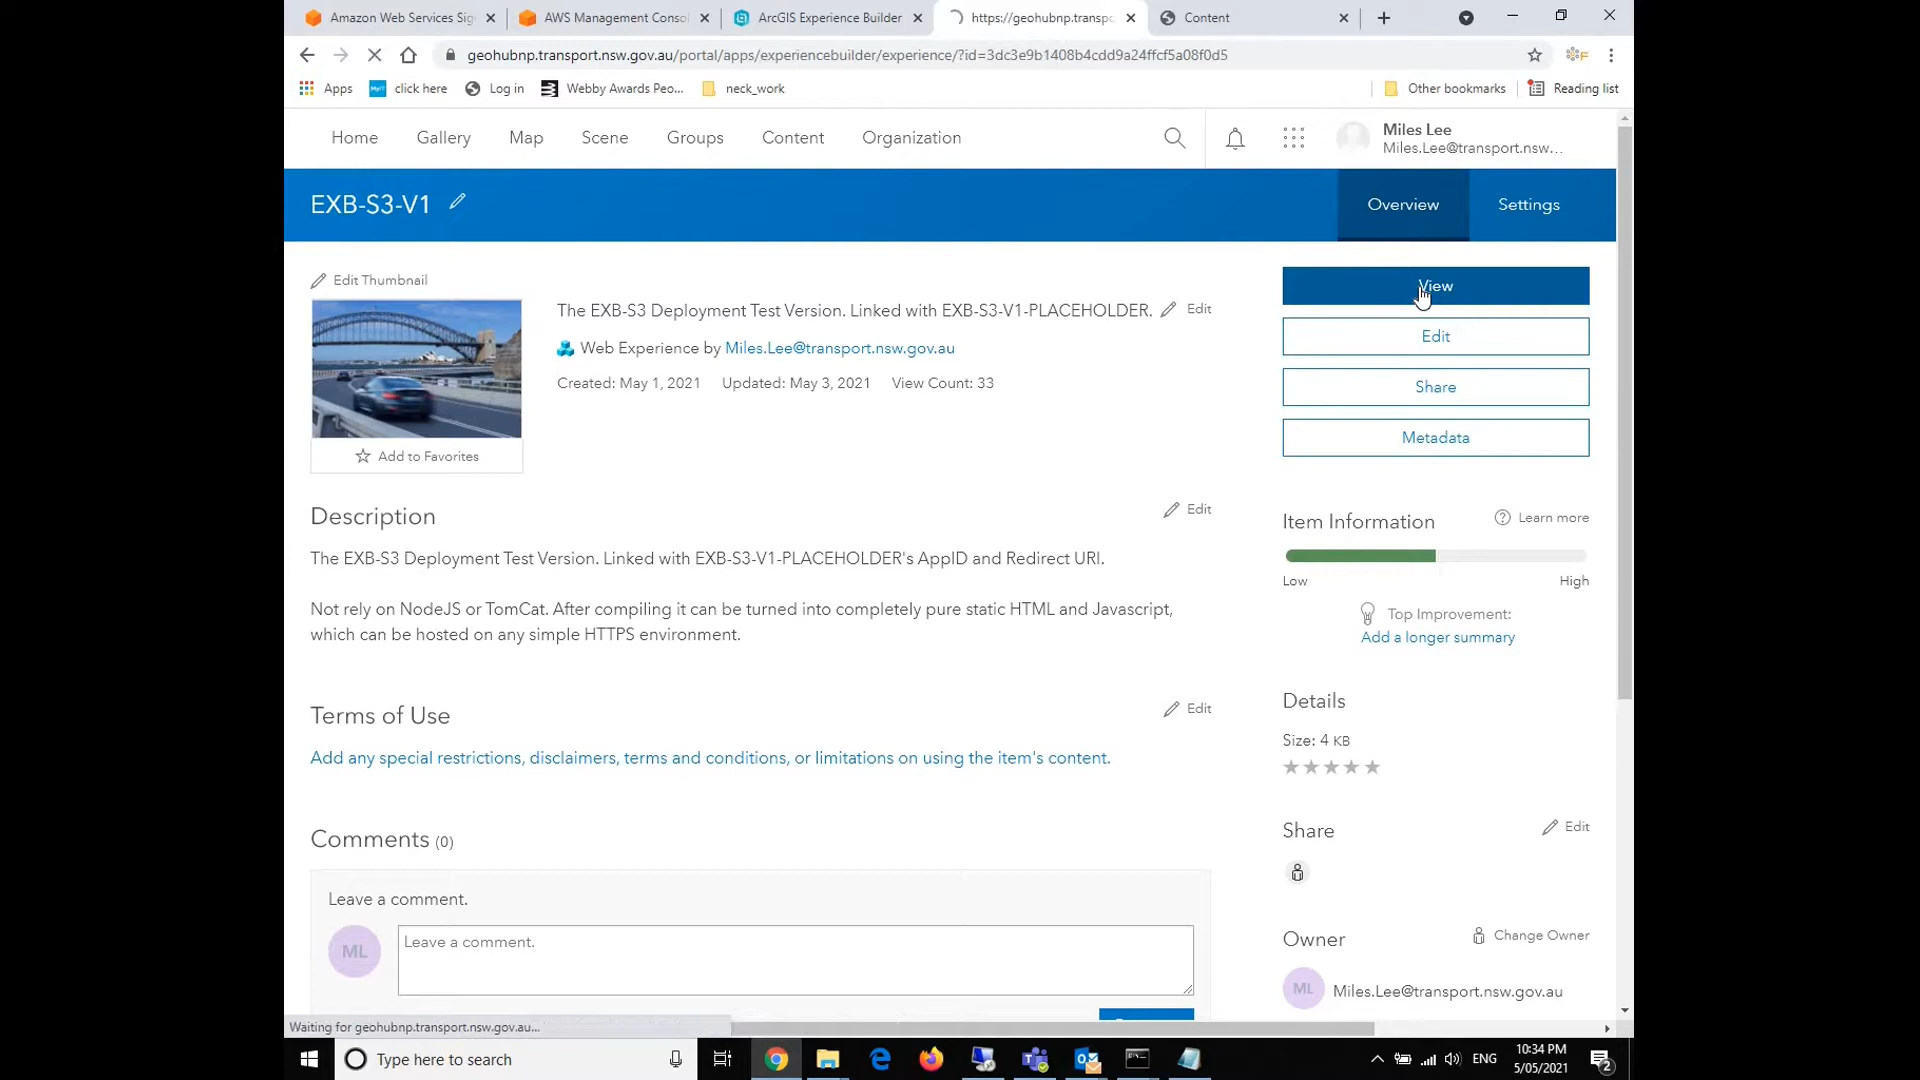 Amazon Web Services Sig
AWS Management Consol
ArcGIS Experience Builder
https://geohubnp.transpo
Content
geohubnp.transport.nsw.gov.au/portal/apps/experiencebuilder/experience/?id=3dc3e9b1408b4cdd9a24ffcf5a08f0d5
Apps
click here
Log in
Webby Awards Peo...
neck_work
Other bookmarks
Reading list
Home
Gallery
Map
Scene
Groups
Content
Organization
Miles Lee
Miles.Lee@transport.nsw...
EXB-S3-V1
Overview
Settings
Edit Thumbnail
Add to Favorites
The EXB-S3 Deployment Test Version. Linked with EXB-S3-V1-PLACEHOLDER.
Edit
Web Experience by Miles.Lee@transport.nsw.gov.au
Created: May 1, 2021 Updated: May 3, 2021 View Count: 33
View
Edit
Share
Metadata
Description
Edit
The EXB-S3 Deployment Test Version. Linked with EXB-S3-V1-PLACEHOLDER's AppID and Redirect URI.
Not rely on NodeJS or TomCat. After compiling it can be turned into completely pure static HTML and Javascript,
which can be hosted on any simple HTTPS environment.
Item Information
Learn more
Low
High
Top Improvement:
Add a longer summary
Terms of Use
Edit
Add any special restrictions, disclaimers, terms and conditions, or limitations on using the item's content.
Details
Size: 4 KB
Comments (0)
Leave a comment.
ML
Leave a comment.
Share
Edit
Owner
Change Owner
ML
Miles.Lee@transport.nsw.gov.au
Waiting for geohubnp.transport.nsw.gov.au...
Type here to search
ENG
10:34 PM
5/05/2021
2